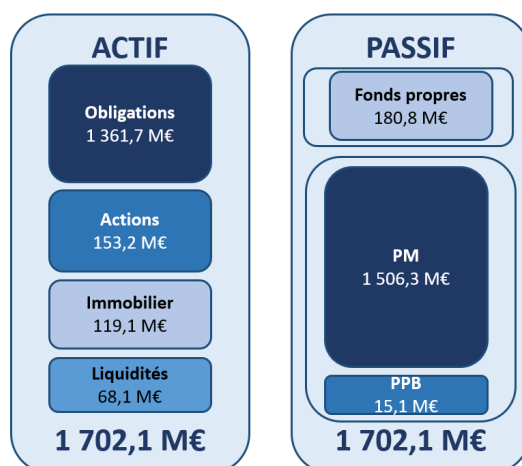 ACTIF
Obligations
1 361,7 M€
Actions
153,2 M€
Immobilier
119,1 M€
Liquidités
68,1 M€
1 702,1 M€
PASSIF
Fonds propres
180,8 M€
PM
1 506,3 M€
PPB
15,1 M€
1 702,1 M€